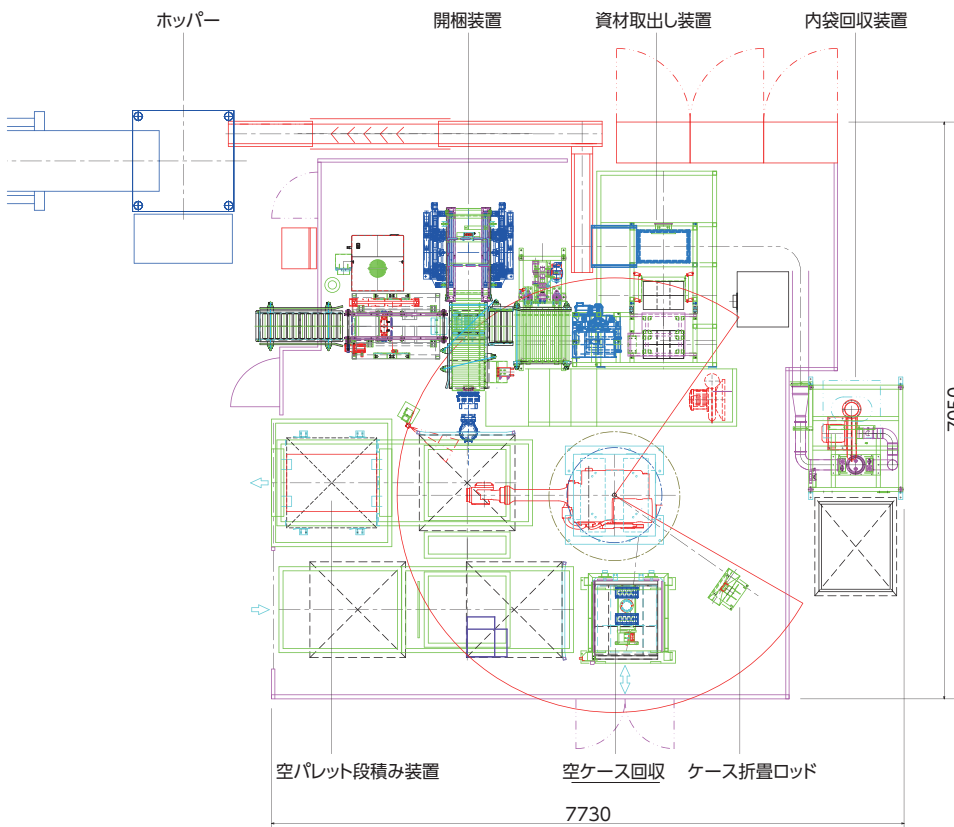 ホッパー
開梱装置
資材取出し装置
内袋回収装置
7050
空パレット段積み装置
空ケース回収
ケース折畳ロッド
7730